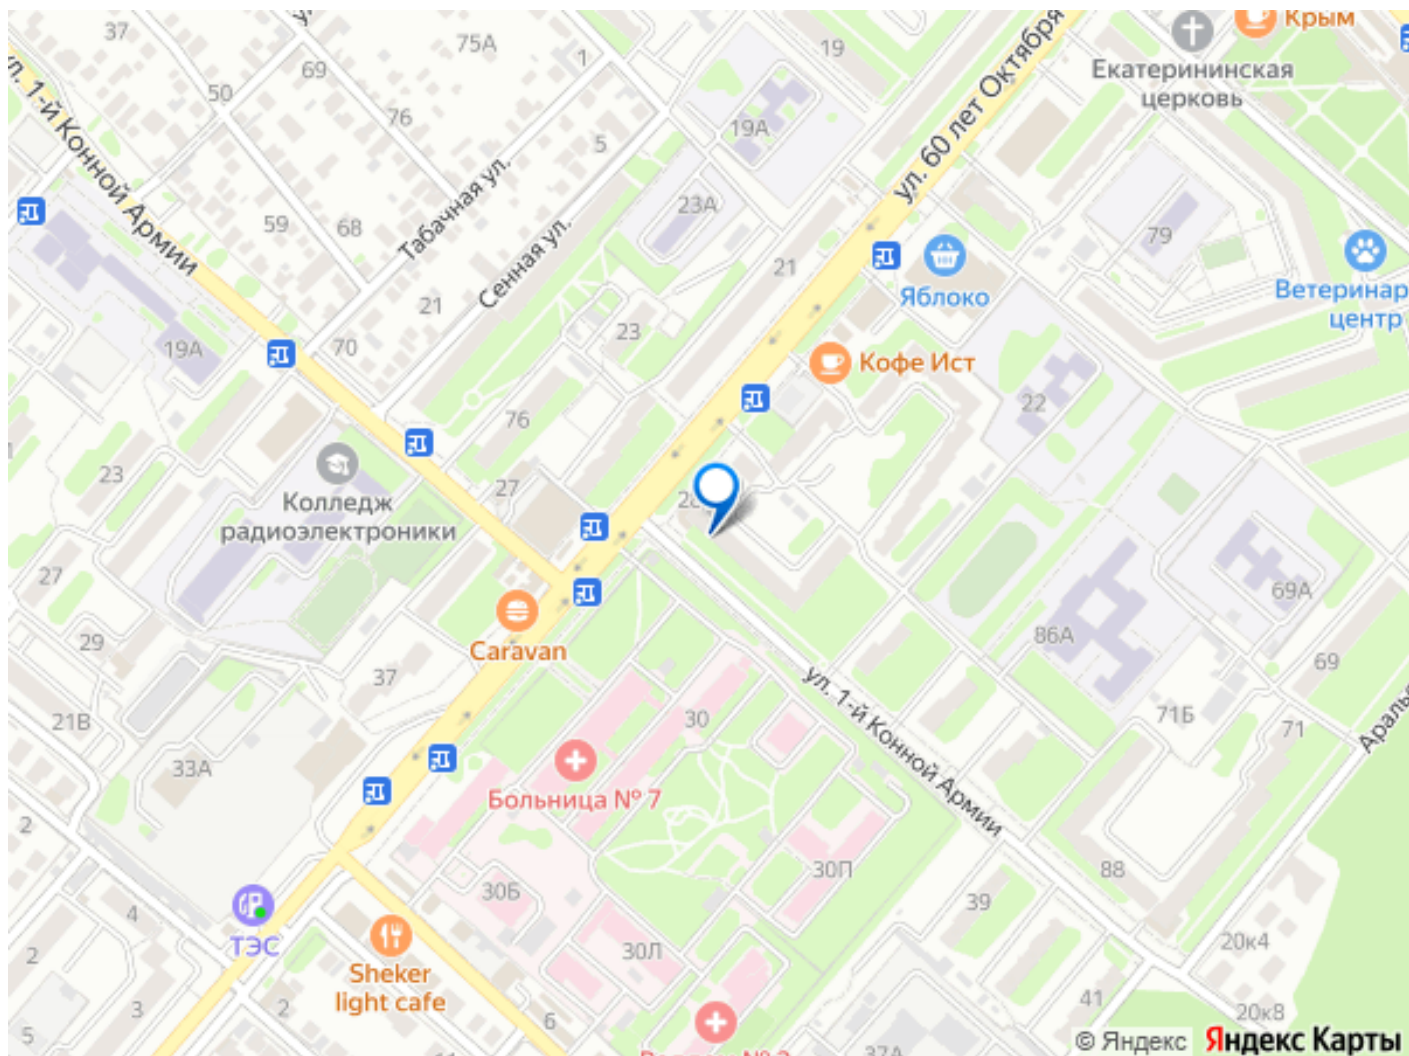 37
75А
1
19
Крым
69
50
76
5
19А
ул. 60 лет Октября
Екатерининская
церковь
ул. 1-й Конной Армии
59
68
Табачная ул.
Сенная ул.
23А
21
79
Яблоко
Ветеринар
центр
21
19А
70
23
Кофе Ист
22
76
23
27
Колледж
радиоэлектроники
27
Caravan
69А
86А
29
37
30
ул. 1-й Конной Армии
69
71Б
71
21В
33А
Больница № 7
30П
88
2
30Б
39
4
ТЭС
Sheker
light cafe
30Л
20к4
2
3
2
6
41
20к8
5
37А
© Яндекс
Яндекс Карты